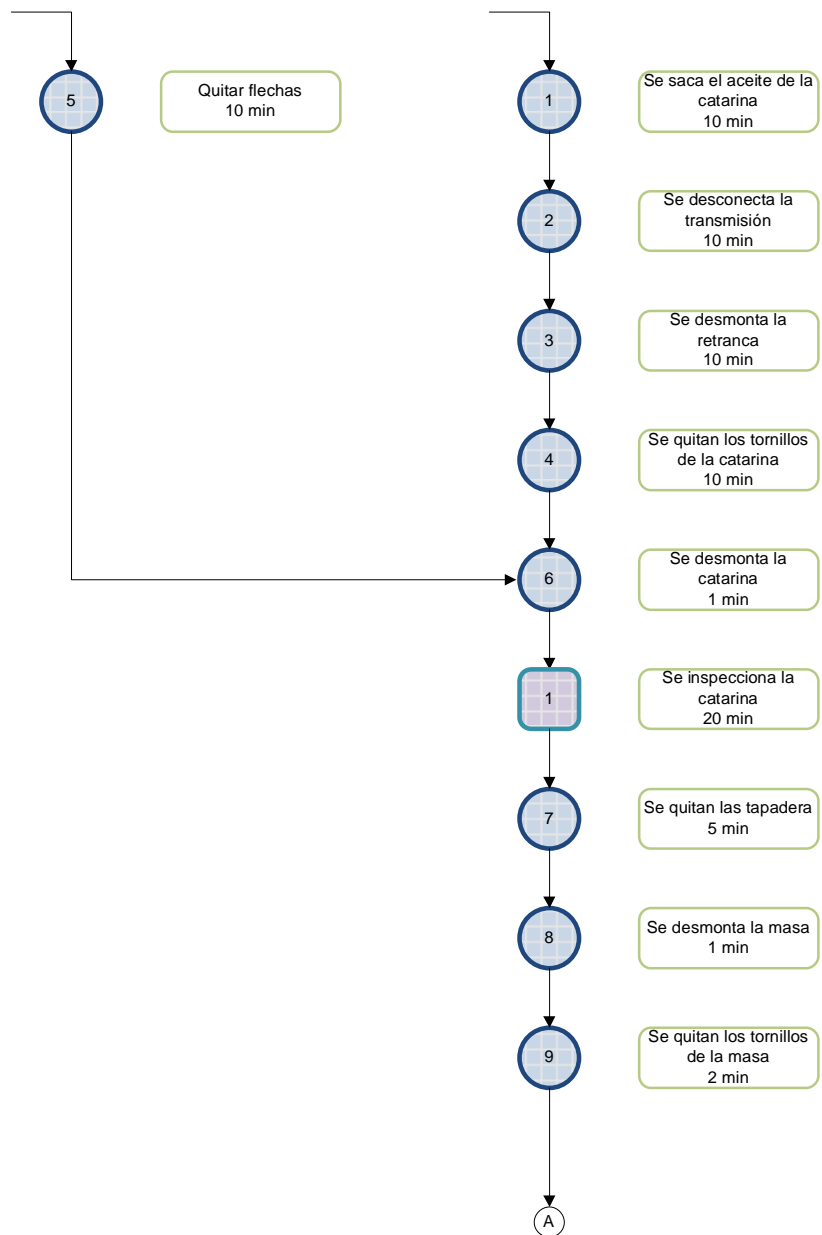 5
Quitar flechas
10 min
1
Se saca el aceite de la
catarina
10 min
2
Se desconecta la
transmisión
10 min
3
Se desmonta la
retranca
10 min
4
Se quitan los tornillos
de la catarina
10 min
6
Se desmonta la
catarina
1 min
1
Se inspecciona la
catarina
20 min
7
Se quitan las tapadera
5 min
8
Se desmonta la masa
1 min
9
Se quitan los tornillos
de la masa
2 min
A